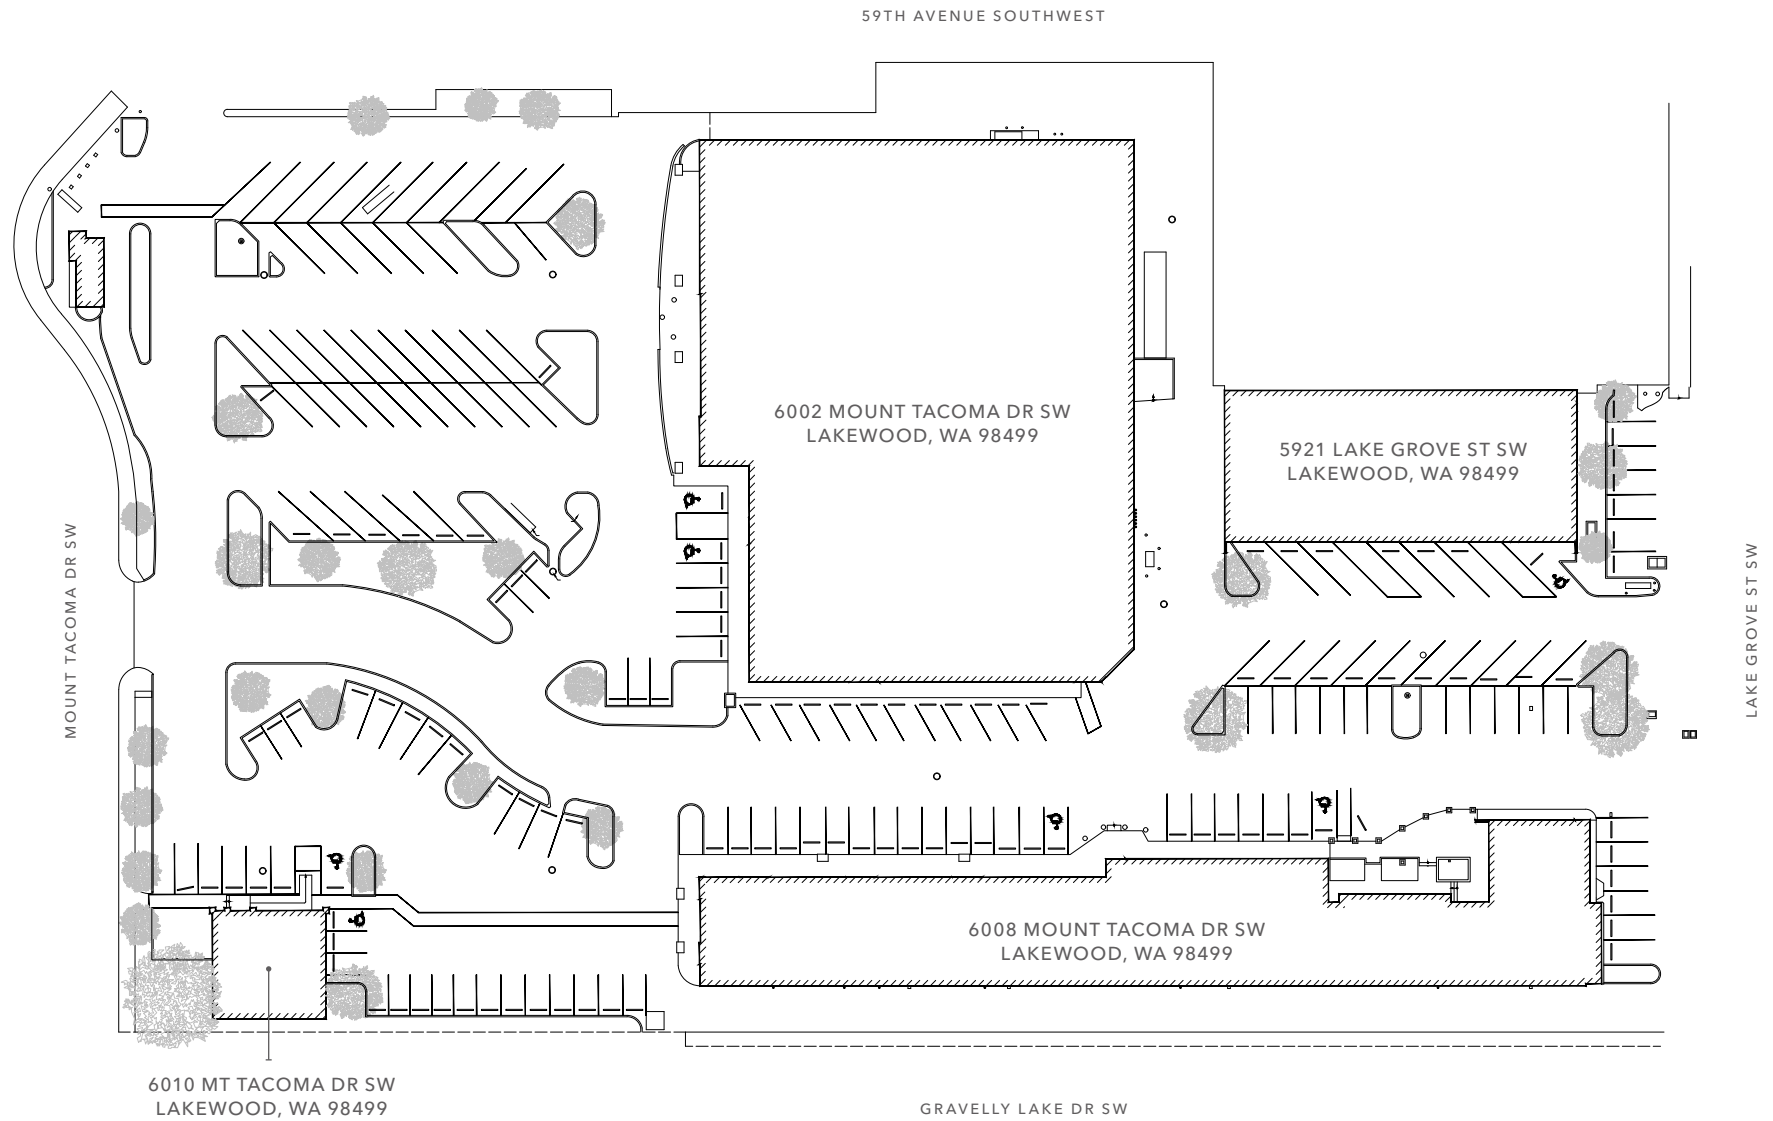 59TH AVENUE SOUTHWEST
6002 MOUNT TACOMA DR SW
LAKEWOOD, WA 98499
5921 LAKE GROVE ST SW
LAKEWOOD, WA 98499
MOUNT TACOMA DR SW
LAKE GROVE ST SW
6008 MOUNT TACOMA DR SW
LAKEWOOD, WA 98499
6010 MT TACOMA DR SW
LAKEWOOD, WA 98499
GRAVELLY LAKE DR SW